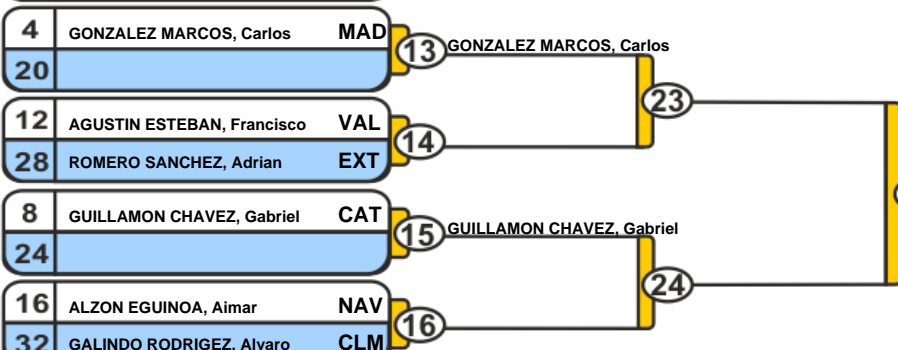 4 GONZALEZ MARCOS, Carlos MAD
13 GONZALEZ MARCOS, Carlos
20
23
12 AGUSTIN ESTEBAN, Francisco VAL
14
28 ROMERO SANCHEZ, Adrian EXT
8 GUILLAMON CHAVEZ, Gabriel CAT
15 GUILLAMON CHAVEZ, Gabriel
24
24
16 ALZON EGUINOA, Aimar NAV
16
32 GALINDO RODRIGEZ, Alvaro CLM